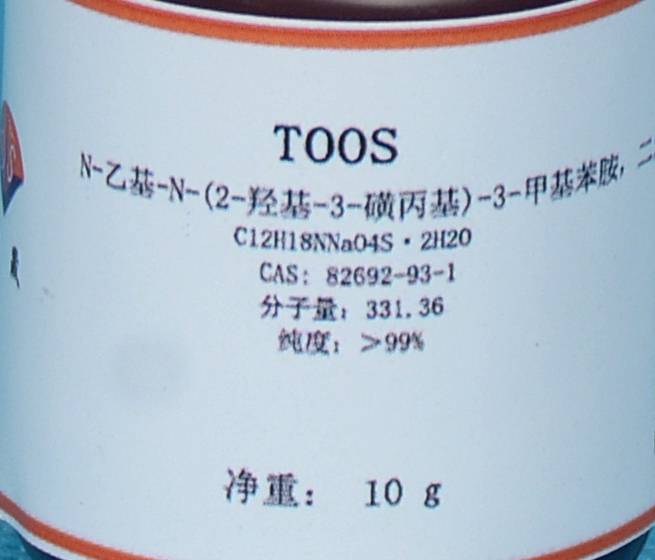 TOOS
N-乙基-N-(2-羟基-3-磺丙基)-3-甲基苯胺,二
C12H18NNaO4S·2H2O
CAS: 82692-93-1
分子量: 331.36
纯度: >99%
净重: 10 g